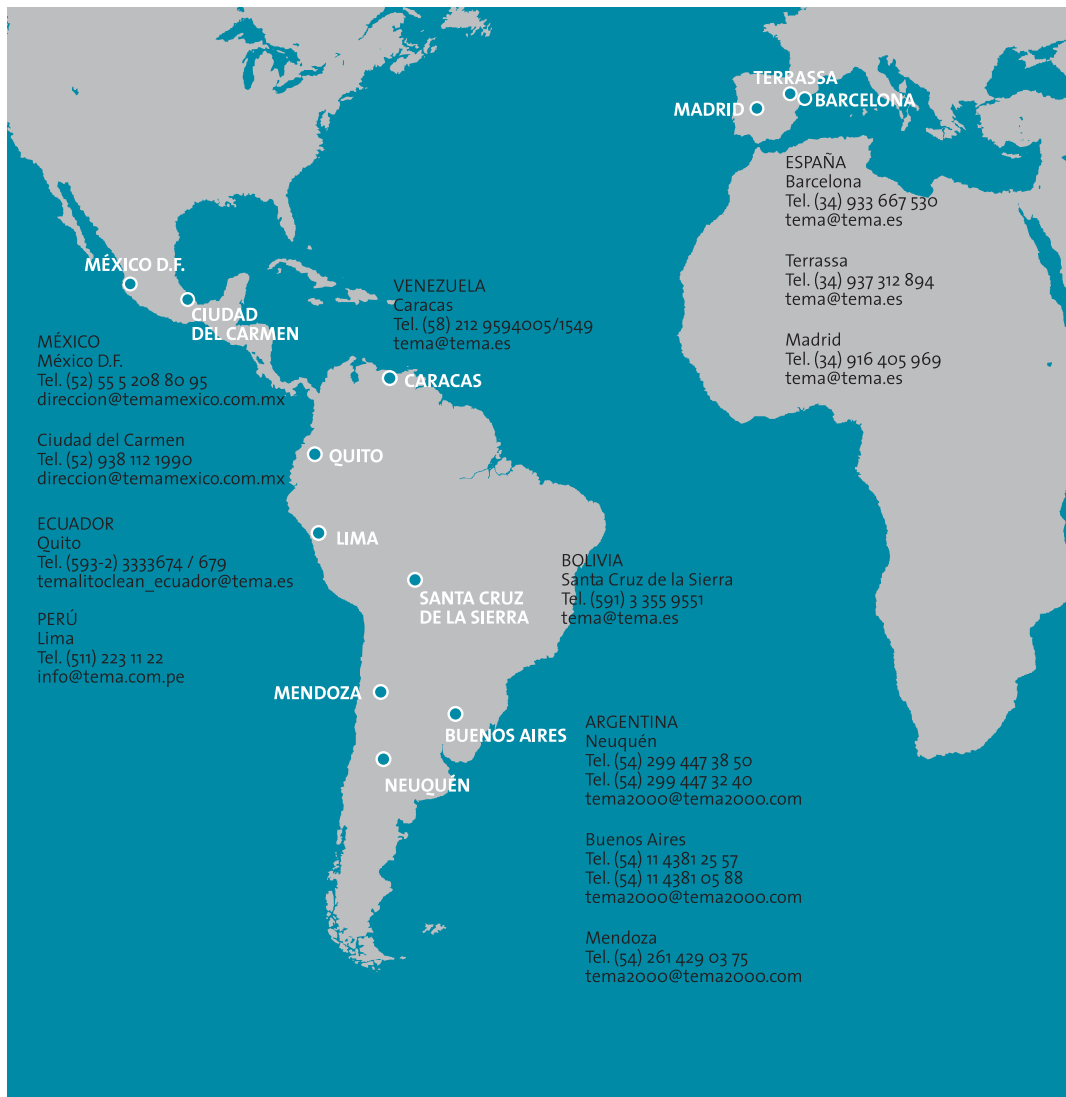 TERRASSA
MADRID
BARCELONA
ESPAÑA
Barcelona
Tel. (34) 933 667 530
tema@tema.es
Terrassa
Tel. (34) 937 312 894
tema@tema.es
Madrid
Tel. (34) 916 405 969
tema@tema.es
MÉXICO D.F.
CIUDAD
DEL CARMEN
VENEZUELA
Caracas
Tel. (58) 212 9594005/1549
tema@tema.es
CARACAS
MÉXICO
México D.F.
Tel. (52) 55 5 208 80 95
direccion@temamexico.com.mx
Ciudad del Carmen
Tel. (52) 938 112 1990
direccion@temamexico.com.mx
QUITO
ECUADOR
Quito
Tel. (593-2) 3333674 / 679
temalitoclean_ecuador@tema.es
LIMA
PERÚ
Lima
Tel. (511) 223 11 22
info@tema.com.pe
SANTA CRUZ
DE LA SIERRA
BOLIVIA
Santa Cruz de la Sierra
Tel. (591) 3 355 9551
tema@tema.es
MENDOZA
BUENOS AIRES
NEUQUÉN
ARGENTINA
Neuquén
Tel. (54) 299 447 38 50
Tel. (54) 299 447 32 40
tema2000@tema2000.com
Buenos Aires
Tel. (54) 11 4381 25 57
Tel. (54) 11 4381 05 88
tema2000@tema2000.com
Mendoza
Tel. (54) 261 429 03 75
tema2000@tema2000.com